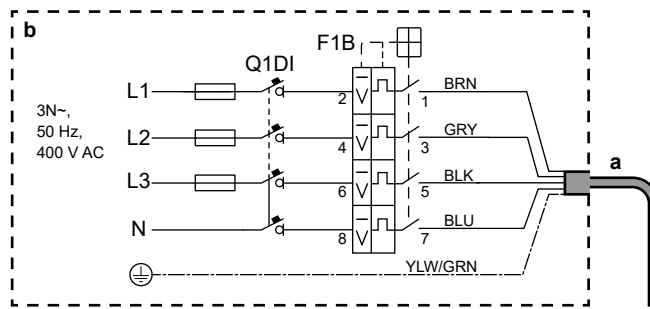 b
F1B
Q1DI
L1 2 1 BRN
3N~,
50 Hz,
400 V AC
L2 4 3 GRY
a
L3 6 5 BLK
N 8 7 BLU
YLW/GRN